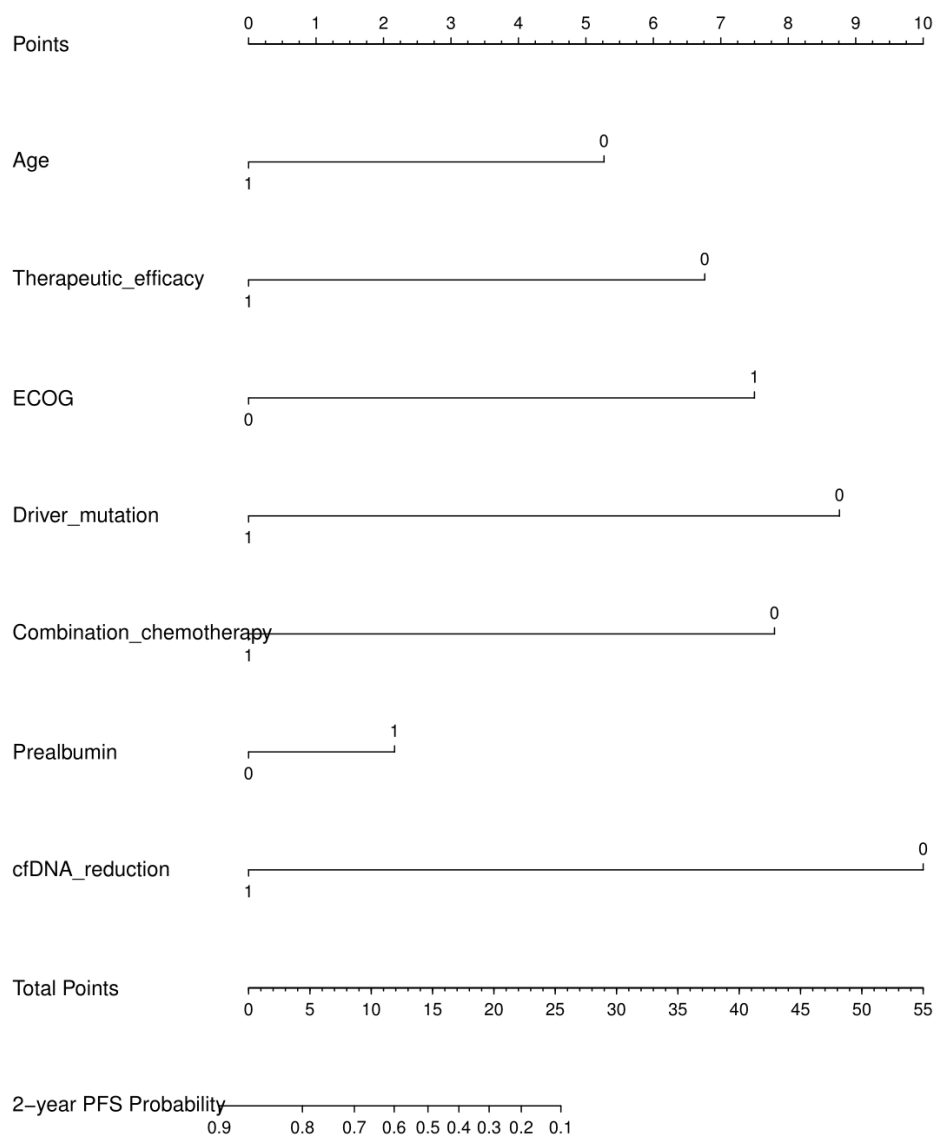 0 1 2 3 4 5 6 7 8 9 10
Points
0
Age
1
0
Therapeutic_efficacy
1
1
ECOG
0
0
Driver_mutation
1
0
Combination_chemotherapy
1
1
Prealbumin
0
0
cfDNA_reduction
1
Total Points
0 5 10 15 20 25 30 35 40 45 50 55
2−year PFS Probability
0.9 0.8 0.7 0.6 0.5 0.4 0.3 0.2 0.1